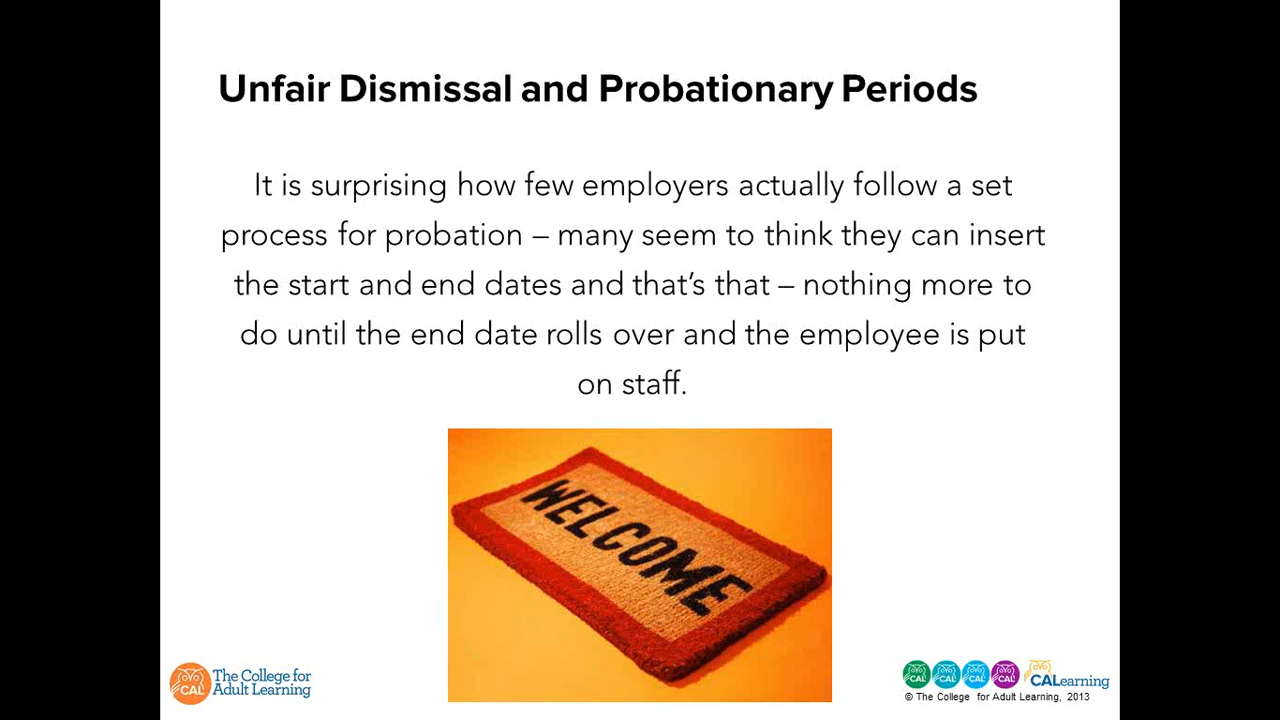 Unfair Dismissal and Probationary Periods
It is surprising how few employers actually follow a set
process for probation – many seem to think they can insert
the start and end dates and that’s that – nothing more to
do until the end date rolls over and the employee is put
on staff.
WELCOME
CAL
The College for
Adult Learning
CAL CAL CAL CAL
CALearning
© The College for Adult Learning, 2013